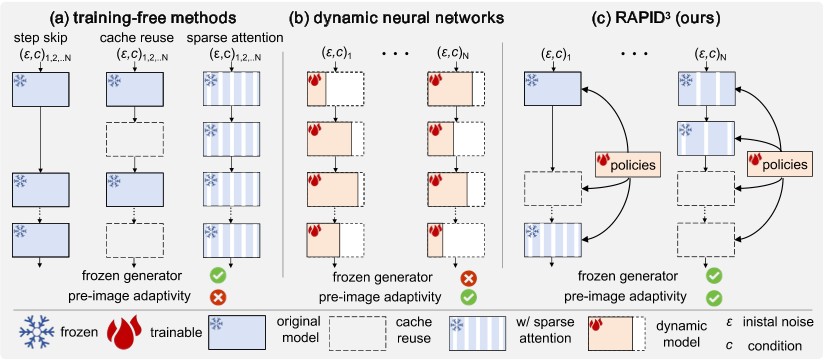 (a) training-free methods
step skip
cache reuse
sparse attention
(ε,c)1,2,..N
(ε,c)1,2,..N
(ε,c)1,2,..N
frozen generator
pre-image adaptivity
(b) dynamic neural networks
(ε,c)1
• • •
(ε,c)N
frozen generator
pre-image adaptivity
(c) RAPID³ (ours)
(ε,c)1
• • •
(ε,c)N
policies
policies
frozen generator
pre-image adaptivity
frozen
trainable
original
model
cache
reuse
w/ sparse
attention
dynamic
model
ε inistal noise
c condition